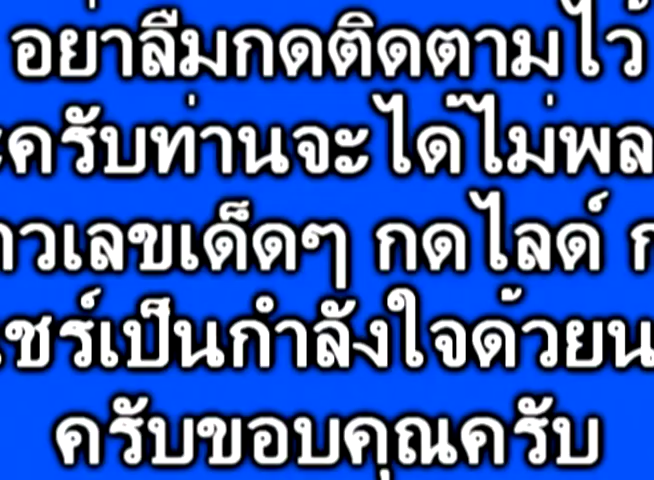 อย่าลืมกดติดตามไว้
ะครับท่านจะได้ไม่พล
าวเลขเด็ดๆ กดไลด์ ก
แชร์เป็นกำลังใจด้วยน
ครับขอบคุณครับ